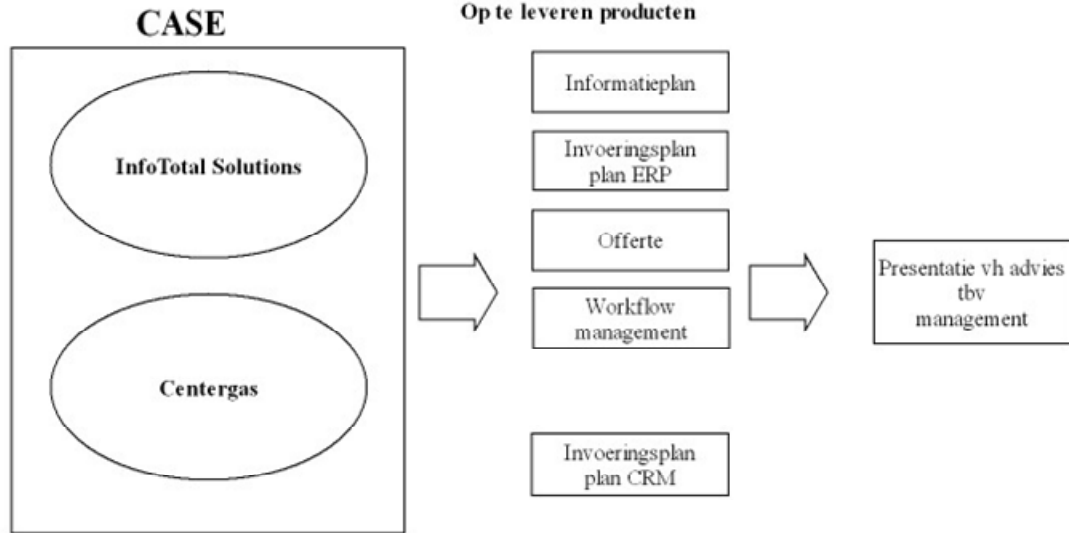 CASE
Op te leveren producten
InfoTotal Solutions
Centergas
Informatieplan
Invoeringsplan
plan ERP
Offerte
Workflow
management
Invoeringsplan
plan CRM
Presentatie vh advies
tbv
management